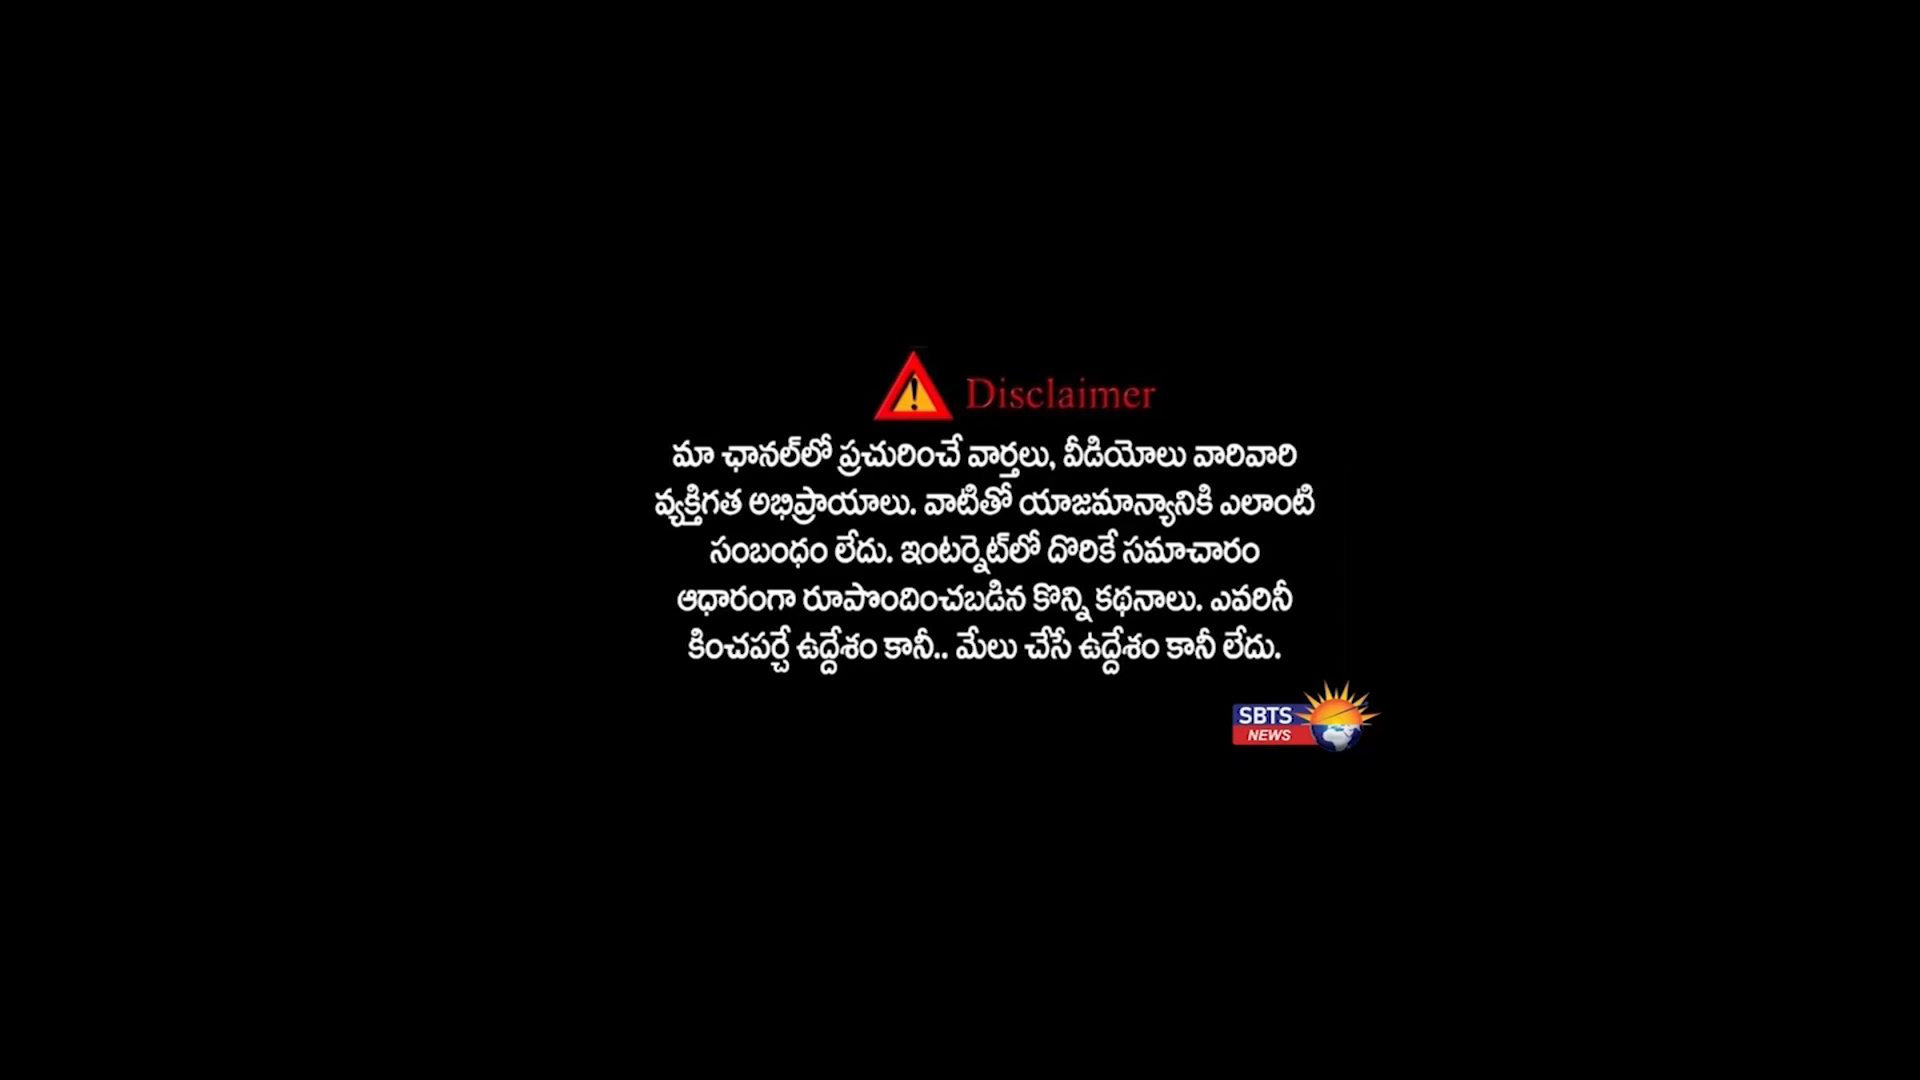 Disclaimer
మా ఛానల్‌లో ప్రచురించే వార్తలు, వీడియోలు వారివారి
వ్యక్తిగత అభిప్రాయాలు. వాటితో యాజమాన్యానికి ఎలాంటి
సంబంధం లేదు. ఇంటర్నెట్‌లో దొరికే సమాచారం
ఆధారంగా రూపొందించబడిన కొన్ని కథనాలు. ఎవరినీ
కించపర్చే ఉద్దేశం కానీ.. మేలు చేసే ఉద్దేశం కానీ లేదు.
SBTS
NEWS